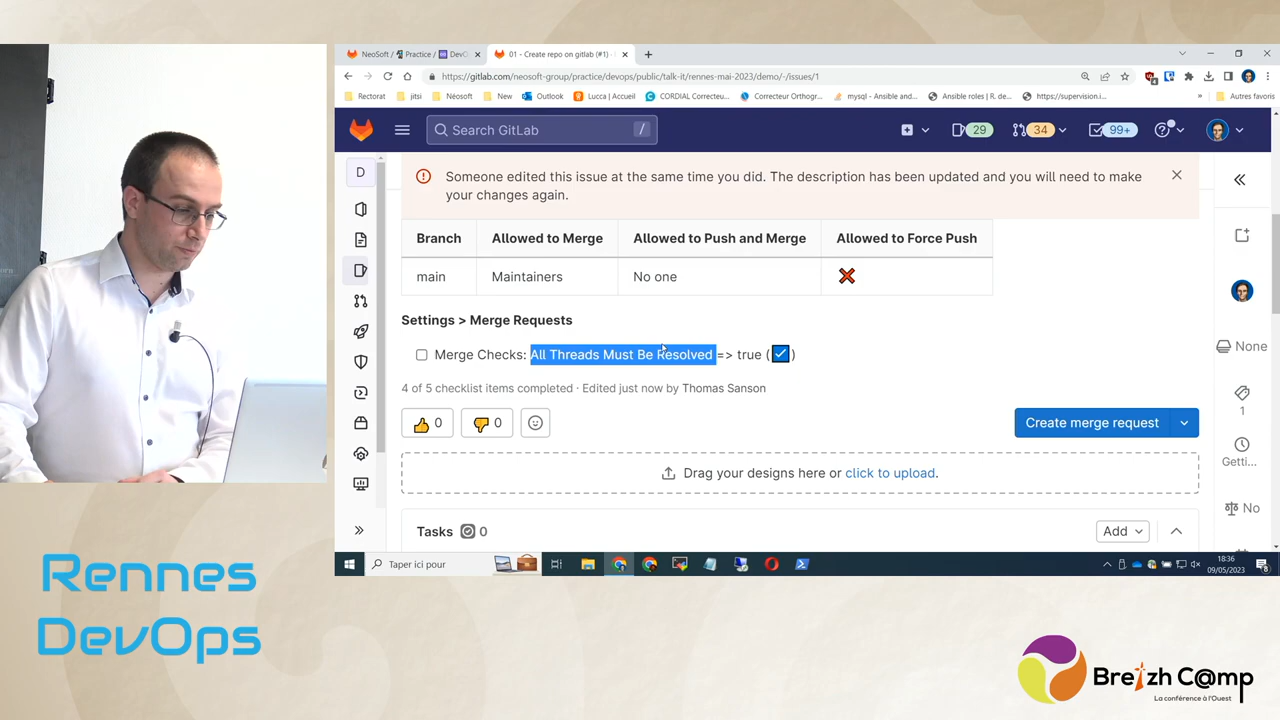 NeoSoft / Practice / DevO
01 - Create repo on gitlab (#1)
https://gitlab.com/neosoft-group/practice/devops/public/talk-it/rennes-mai-2023/demo/-/issues/1
Rectorat
jitsi
Néosoft
New
Outlook
Lucca | Accueil
CORDIAL Correcteu...
Correcteur Orthogr...
mysql - Ansible and...
Ansible roles | R. de...
https://supervision.i...
»
Autres favoris
Search GitLab
/
29
34
99+
D
Someone edited this issue at the same time you did. The description has been updated and you will need to make
your changes again.
Branch
Allowed to Merge
Allowed to Push and Merge
Allowed to Force Push
main
Maintainers
No one
Settings > Merge Requests
Merge Checks: All Threads Must Be Resolved => true ( )
4 of 5 checklist items completed · Edited just now by Thomas Sanson
0
0
Create merge request
None
1
Getti...
No
Drag your designs here or click to upload.
Tasks 0
Add
Taper ici pour
18:36
09/05/2023
8
Rennes
DevOps
Breizh C@mp
La conférence à l'Ouest